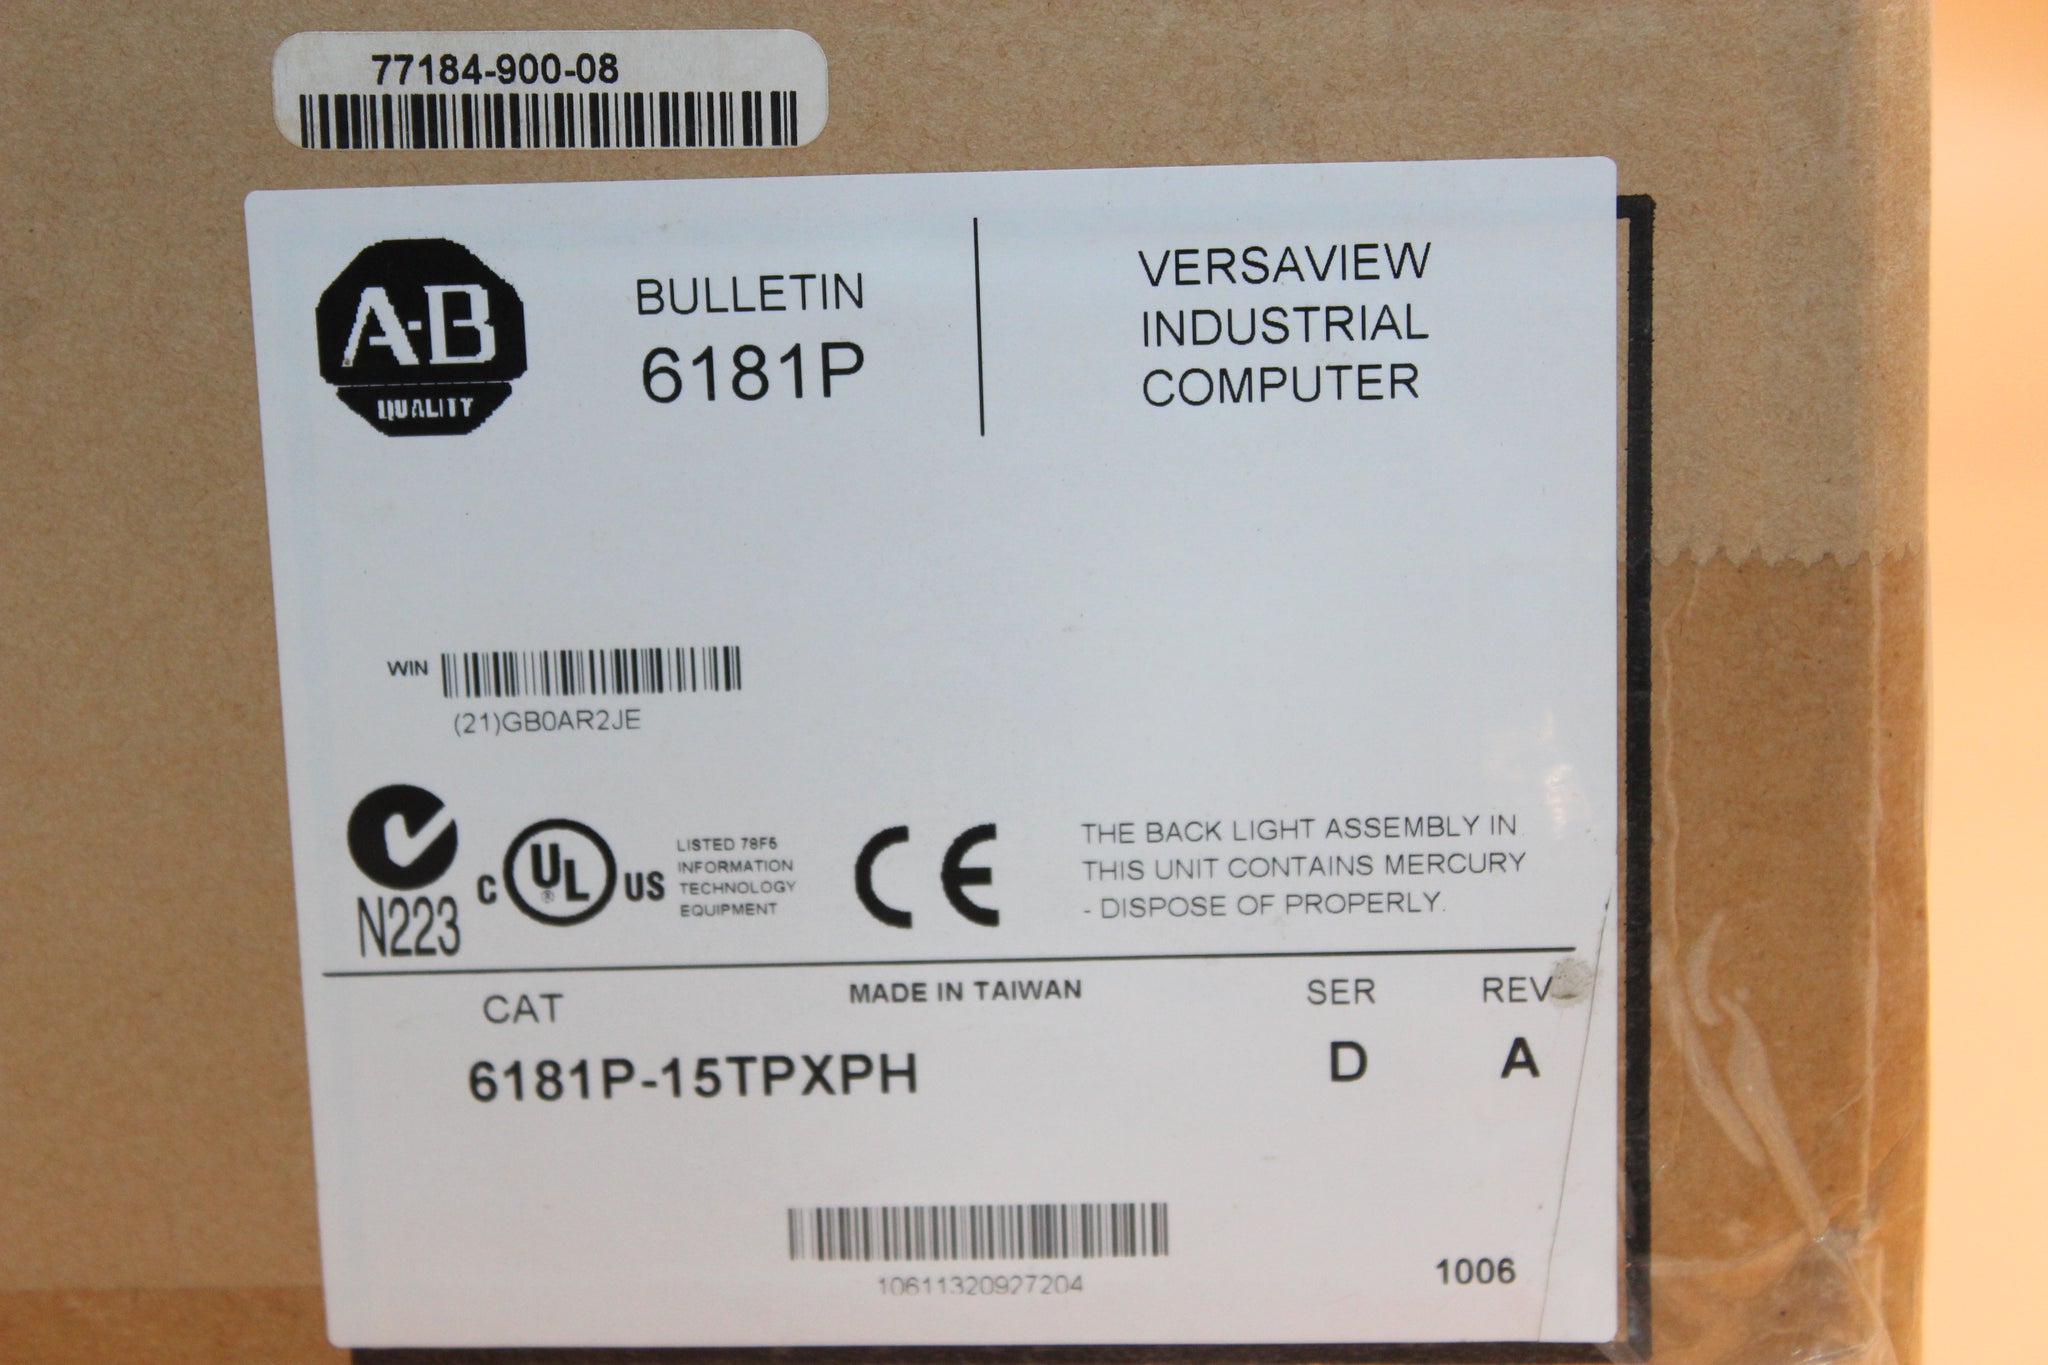 77184-900-08
A-B
QUALITY
BULLETIN
6181P
VERSAVIEW
INDUSTRIAL
COMPUTER
WIN
(21)GB0AR2JE
N223
C UL US
®
LISTED 78F5
INFORMATION
TECHNOLOGY
EQUIPMENT
CE
THE BACK LIGHT ASSEMBLY IN
THIS UNIT CONTAINS MERCURY
- DISPOSE OF PROPERLY.
CAT
MADE IN TAIWAN
SER
REV
6181P-15TPXPH
D
A
10611320927204
1006